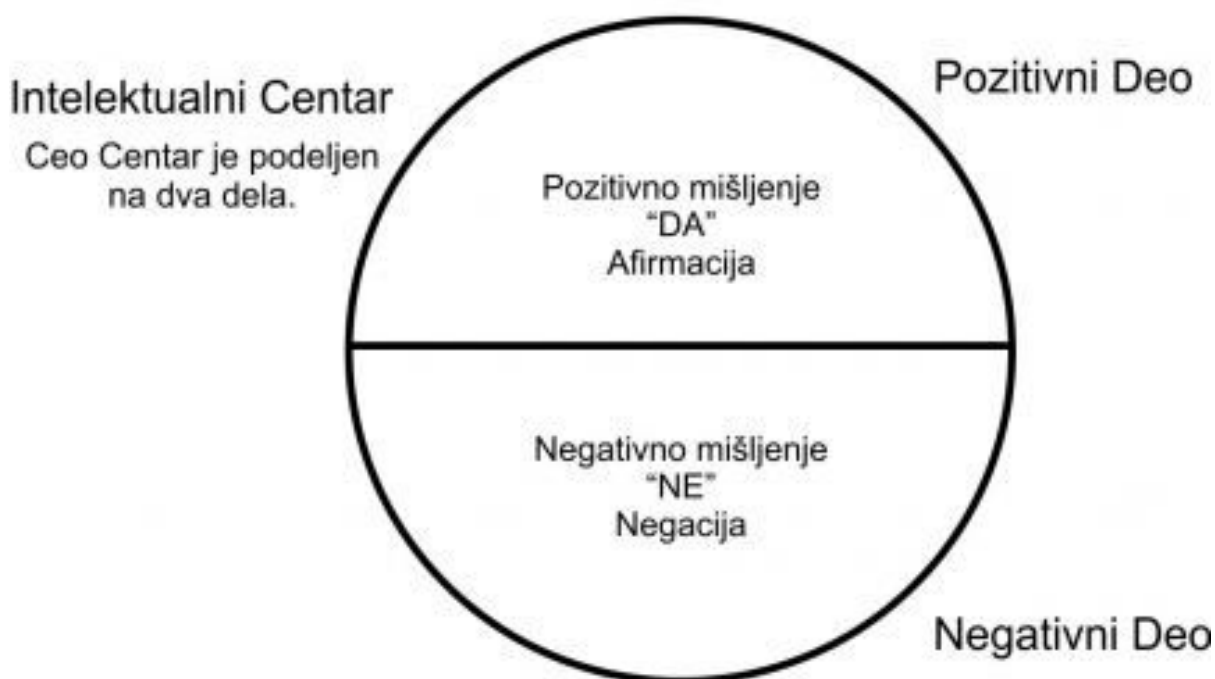 Intelektualni Centar
Ceo Centar je podeljen
na dva dela.
Pozitivni Deo
Pozitivno mišljenje
“DA”
Afirmacija
Negativno mišljenje
“NE”
Negacija
Negativni Deo